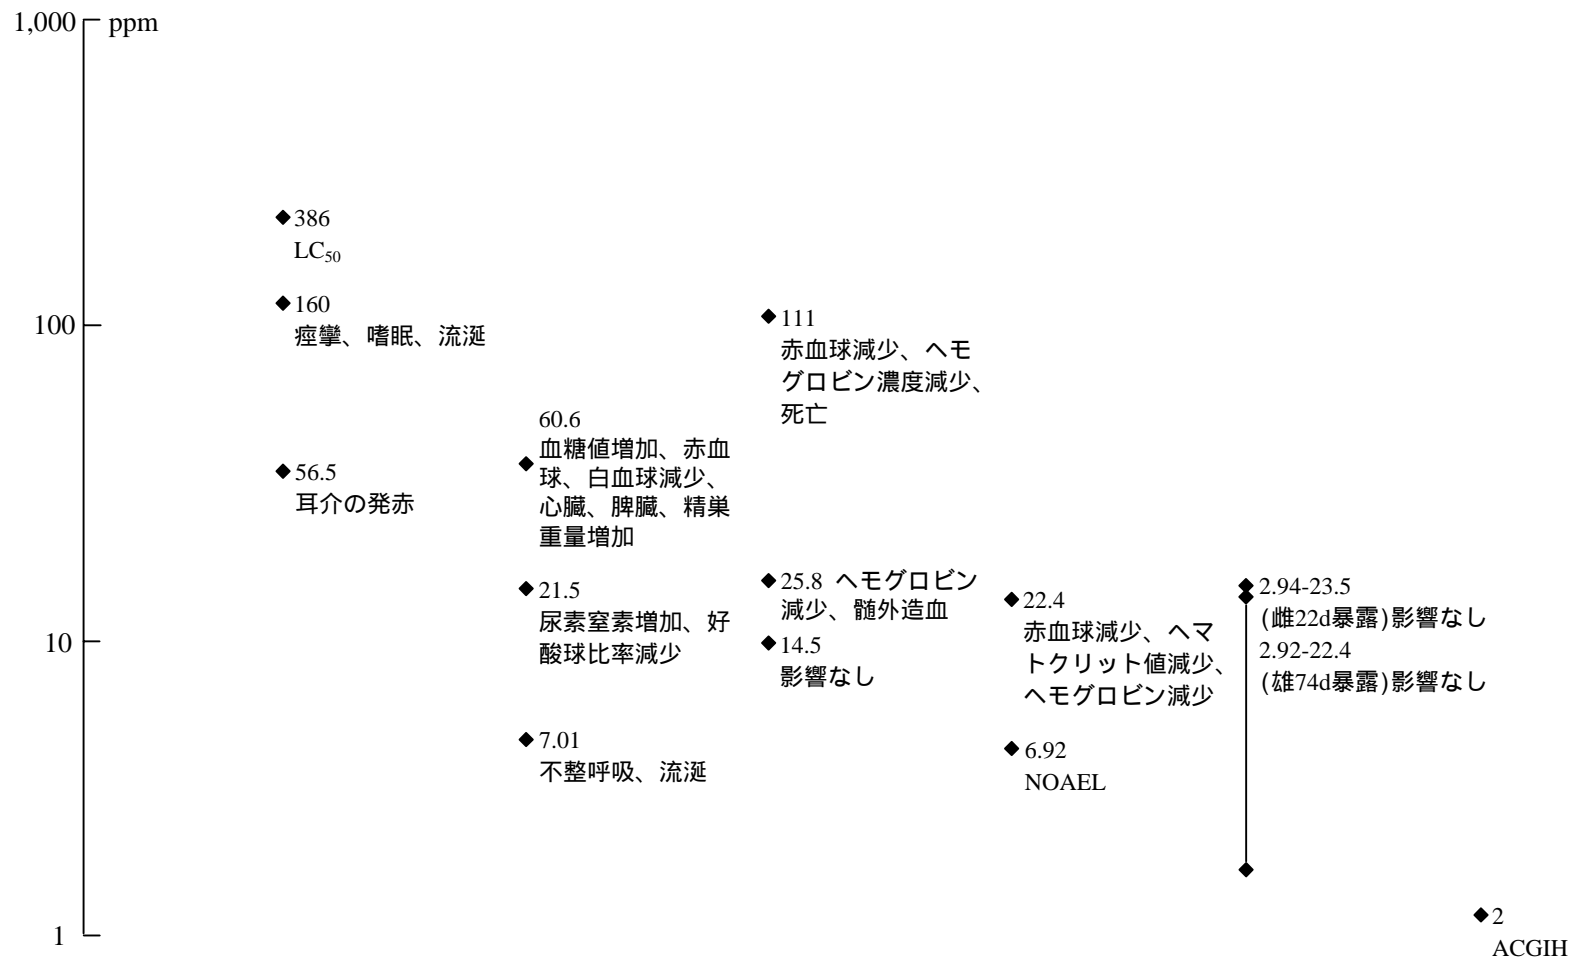 1,000 ppm
100
10
1
386
LC₅₀
160
痙攣、嗜眠、流涎
56.5
耳介の発赤
60.6
血糖値増加、赤血
球、白血球減少、
心臓、脾臓、精巣
重量増加
21.5
尿素窒素増加、好
酸球比率減少
7.01
不整呼吸、流涎
111
赤血球減少、ヘモ
グロビン濃度減少、
死亡
25.8 ヘモグロビン
減少、髄外造血
14.5
影響なし
22.4
赤血球減少、ヘマ
トクリット値減少、
ヘモグロビン減少
6.92
NOAEL
2.94-23.5
(雌22d暴露)影響なし
2.92-22.4
(雄74d暴露)影響なし
2
ACGIH